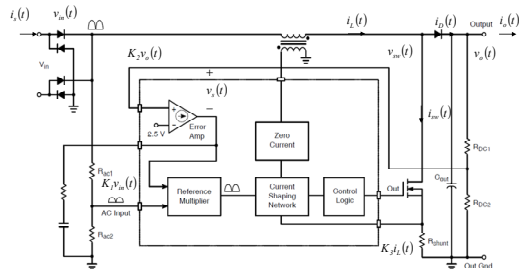 i_s(t)
v_in(t)
i_L(t)
i_D(t)
Output
i_o(t)
K_2v_o(t)
+
v_sw(t)
v_o(t)
V_in
v_s(t)
−
i_sw(t)
+
−
2.5 V
Error
Amp
Zero
Current
R_DC1
R_ac1
K_1v_in(t)
C_out
AC Input
Reference
Multiplier
Current
Shaping
Network
Control
Logic
Out
R_DC2
R_ac2
K_3i_L(t)
R_shunt
Out Gnd